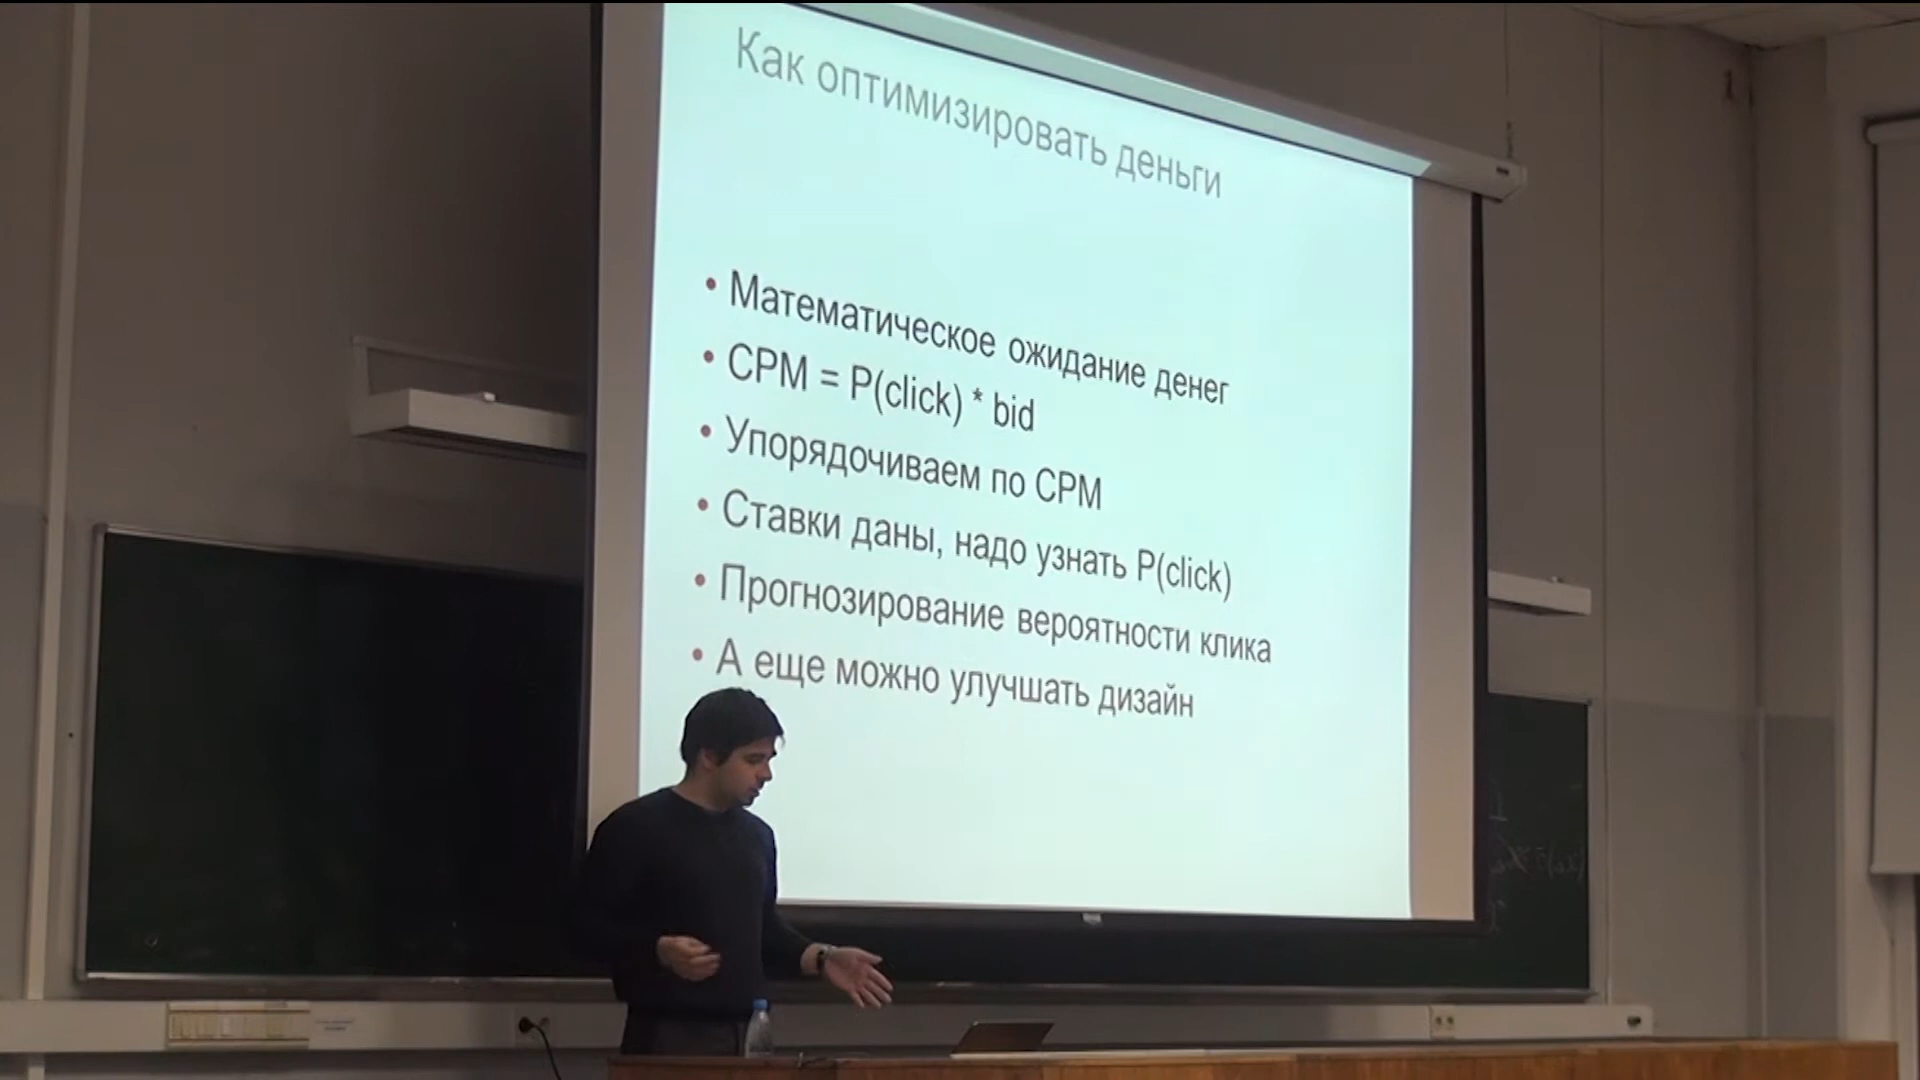 Как оптимизировать деньги
• Математическое ожидание денег
• CPM = P(click) * bid
• Упорядочиваем по CPM
• Ставки даны, надо узнать P(click)
• Прогнозирование вероятности клика
• А еще можно улучшать дизайн